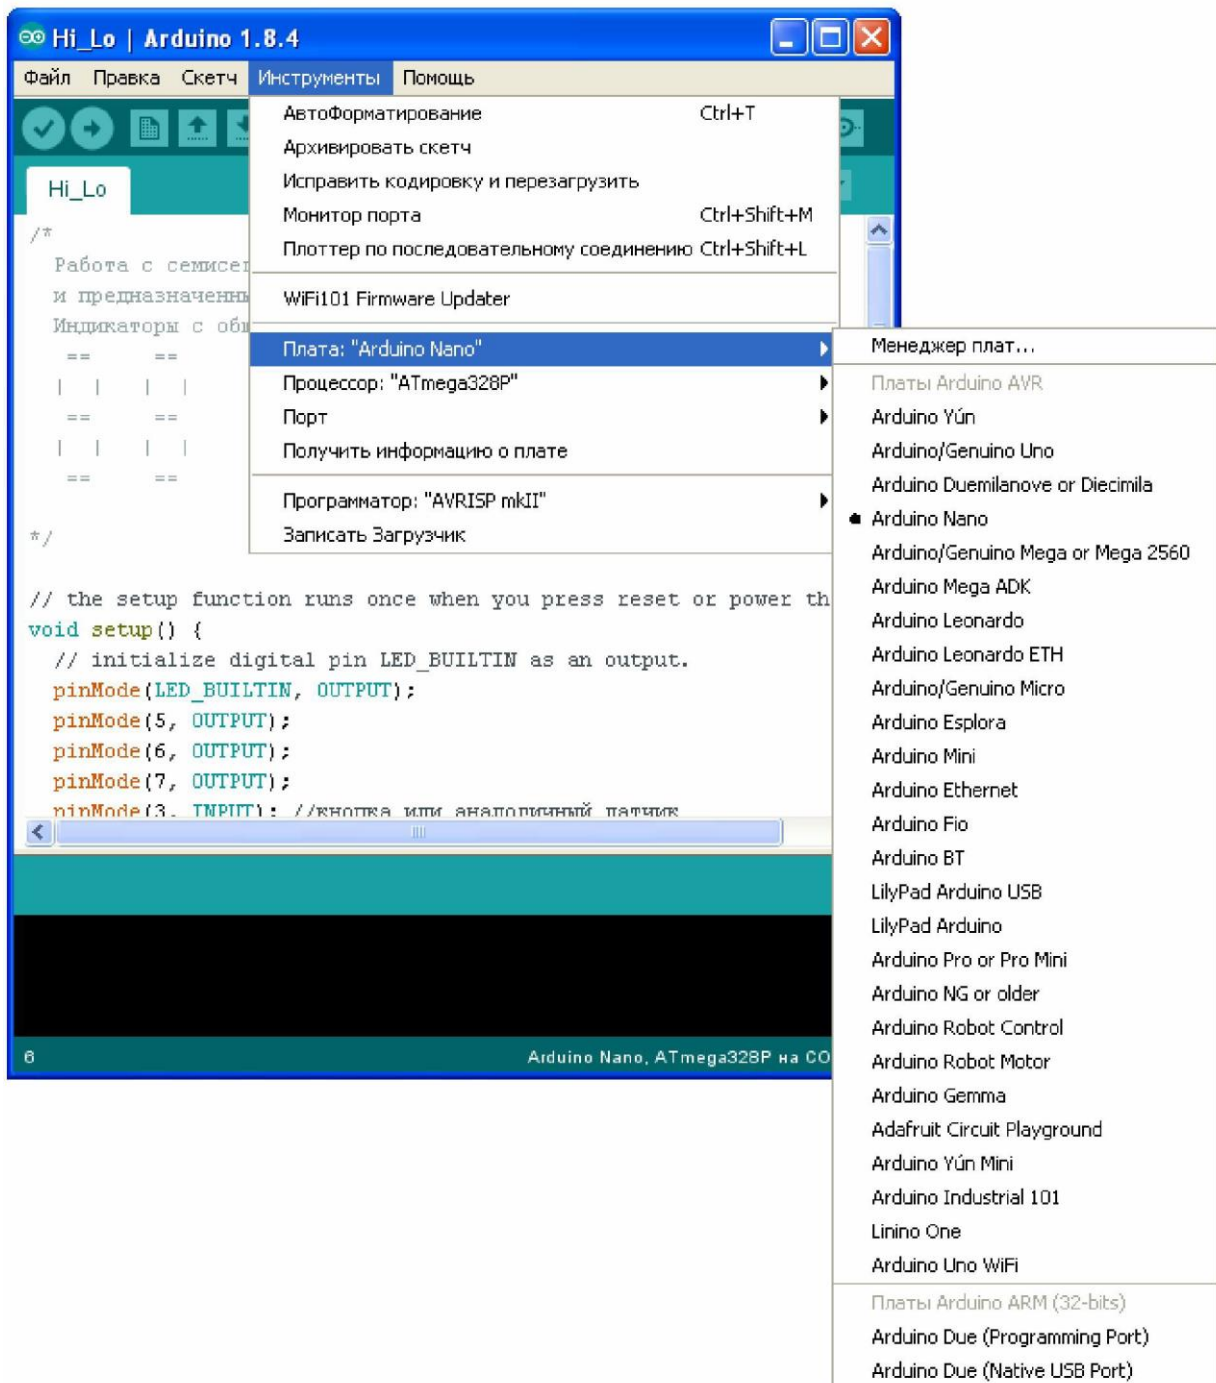 Hi_Lo | Arduino 1.8.4
Файл Правка Скетч Инструменты Помощь
АвтоФорматирование Ctrl+T
Архивировать скетч
Исправить кодировку и перезагрузить
Монитор порта Ctrl+Shift+M
Плоттер по последовательному соединению Ctrl+Shift+L
WiFi101 Firmware Updater
Плата: "Arduino Nano"
Процессор: "ATmega328P"
Порт
Получить информацию о плате
Программатор: "AVRISP mkII"
Записать Загрузчик
Hi_Lo
/*
Работа с
и
Индикаторы с
== ==
| | | |
== ==
| | | |
== ==
*/
// the setup function runs once when you press reset or power th
void setup() {
// initialize digital pin LED_BUILTIN as an output.
pinMode(LED_BUILTIN, OUTPUT);
pinMode(5, OUTPUT);
pinMode(6, OUTPUT);
pinMode(7, OUTPUT);
pinMode(3, INPUT); //кнопка или аналогичный датчик
6
Arduino Nano, ATmega328P на CO
Менеджер плат...
Платы Arduino AVR
Arduino Yún
Arduino/Genuino Uno
Arduino Duemilanove or Diecimila
Arduino Nano
Arduino/Genuino Mega or Mega 2560
Arduino Mega ADK
Arduino Leonardo
Arduino Leonardo ETH
Arduino/Genuino Micro
Arduino Esplora
Arduino Mini
Arduino Ethernet
Arduino Fio
Arduino BT
LilyPad Arduino USB
LilyPad Arduino
Arduino Pro or Pro Mini
Arduino NG or older
Arduino Robot Control
Arduino Robot Motor
Arduino Gemma
Adafruit Circuit Playground
Arduino Yún Mini
Arduino Industrial 101
Linino One
Arduino Uno WiFi
Платы Arduino ARM (32-bits)
Arduino Due (Programming Port)
Arduino Due (Native USB Port)